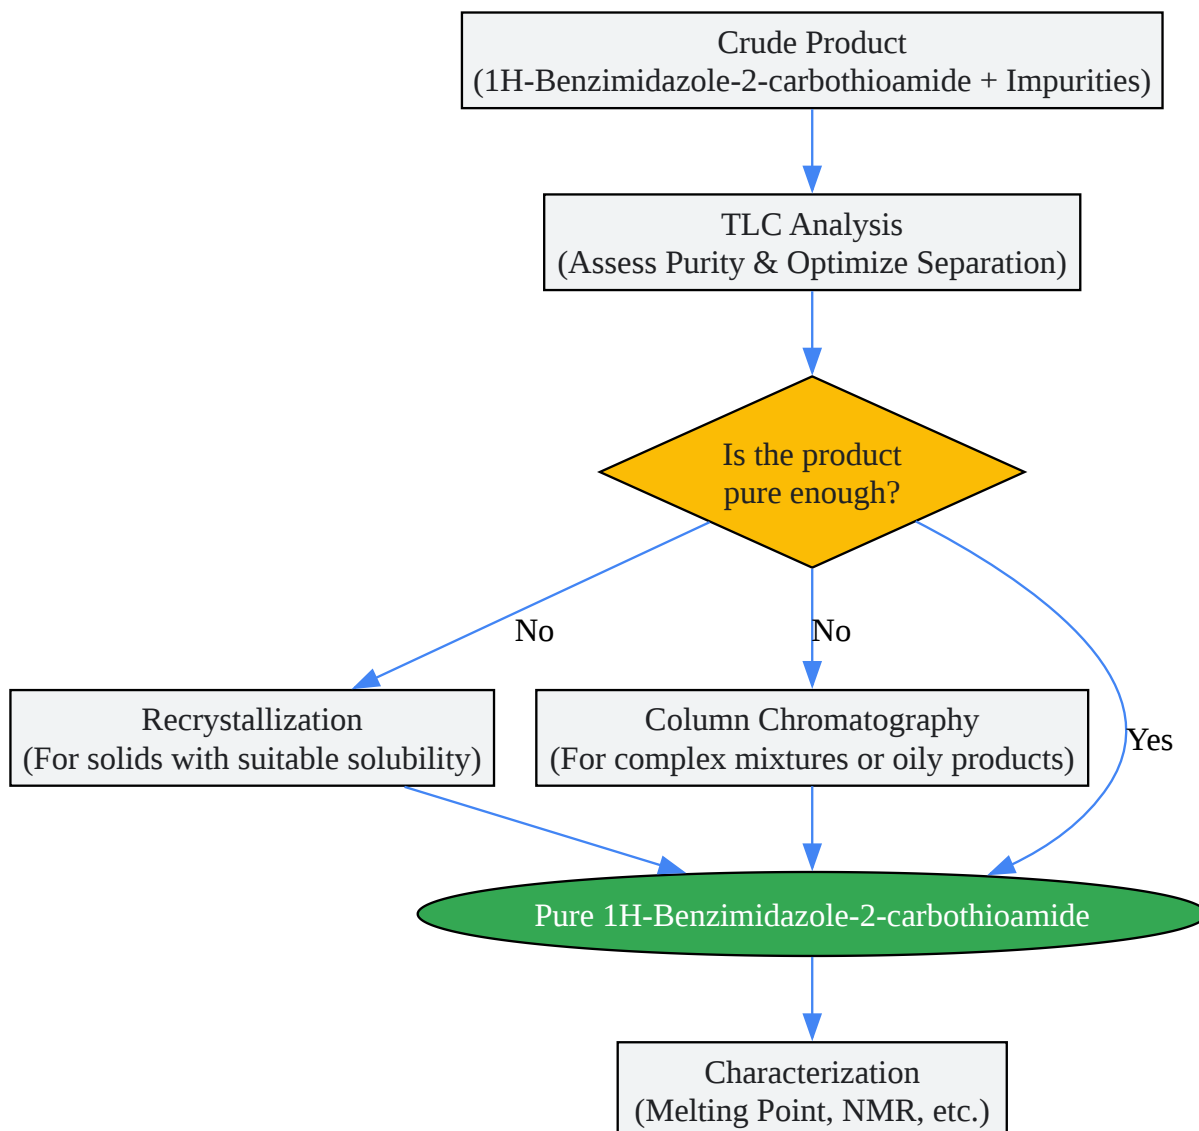 Crude Product
(1H-Benzimidazole-2-carbothioamide + Impurities)
TLC Analysis
(Assess Purity & Optimize Separation)
Is the product
pure enough?
No
No
Yes
Recrystallization
(For solids with suitable solubility)
Column Chromatography
(For complex mixtures or oily products)
Pure 1H-Benzimidazole-2-carbothioamide
Characterization
(Melting Point, NMR, etc.)